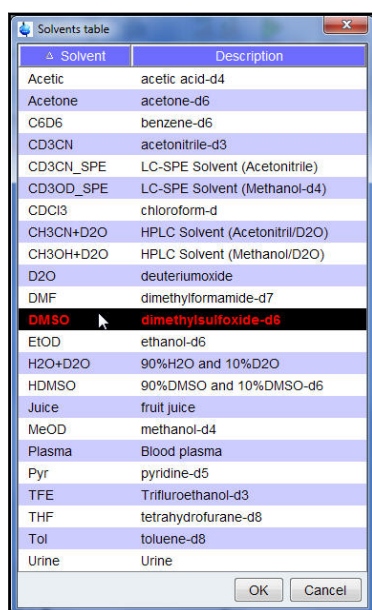 Solvents table
Solvent Description
Acetic acetic acid-d4
Acetone acetone-d6
C6D6 benzene-d6
CD3CN acetonitrile-d3
CD3CN_SPE LC-SPE Solvent (Acetonitrile)
CD3OD_SPE LC-SPE Solvent (Methanol-d4)
CDCl3 chloroform-d
CH3CN+D2O HPLC Solvent (Acetonitril/D2O)
CH3OH+D2O HPLC Solvent (Methanol/D2O)
D2O deuteriumoxide
DMF dimethylformamide-d7
DMSO dimethylsulfoxide-d6
EtOD ethanol-d6
H2O+D2O 90%H2O and 10%D2O
HDMSO 90%DMSO and 10%DMSO-d6
Juice fruit juice
MeOD methanol-d4
Plasma Blood plasma
Pyr pyridine-d5
TFE Trifluroethanol-d3
THF tetrahydrofurane-d8
Tol toluene-d8
Urine Urine
OK Cancel